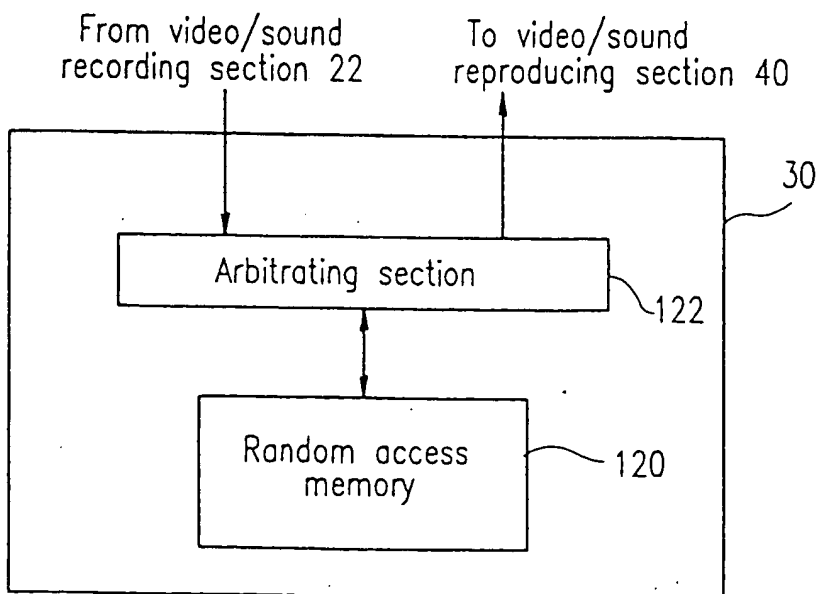 From video/sound
recording section 22
To video/sound
reproducing section 40
30
Arbitrating section
122
Random access
memory
120